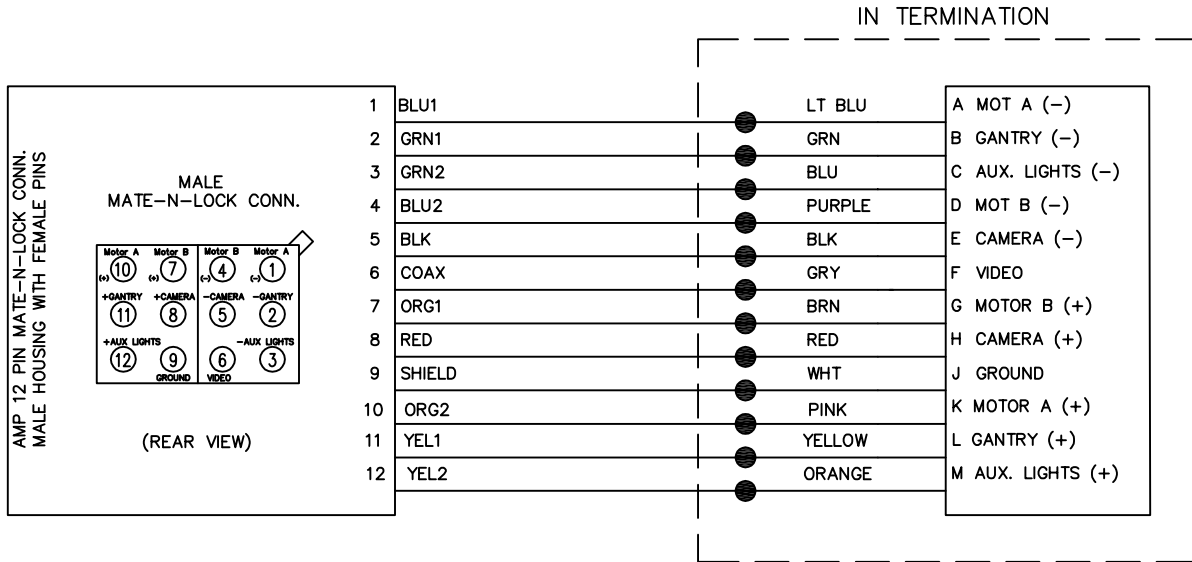 IN TERMINATION
AMP 12 PIN MATE-N-LOCK CONN.
MALE HOUSING WITH FEMALE PINS
MALE
MATE-N-LOCK CONN.
Motor A Motor B Motor B Motor A
(+) 10 (+) 7 (-) 4 (-) 1
+GANTRY +CAMERA -CAMERA -GANTRY
11 8 5 2
+AUX LIGHTS -AUX LIGHTS
12 9 6 3
GROUND VIDEO
(REAR VIEW)
1 BLU1 LT BLU A MOT A (-)
2 GRN1 GRN B GANTRY (-)
3 GRN2 BLU C AUX. LIGHTS (-)
4 BLU2 PURPLE D MOT B (-)
5 BLK BLK E CAMERA (-)
6 COAX GRY F VIDEO
7 ORG1 BRN G MOTOR B (+)
8 RED RED H CAMERA (+)
9 SHIELD WHT J GROUND
10 ORG2 PINK K MOTOR A (+)
11 YEL1 YELLOW L GANTRY (+)
12 YEL2 ORANGE M AUX. LIGHTS (+)